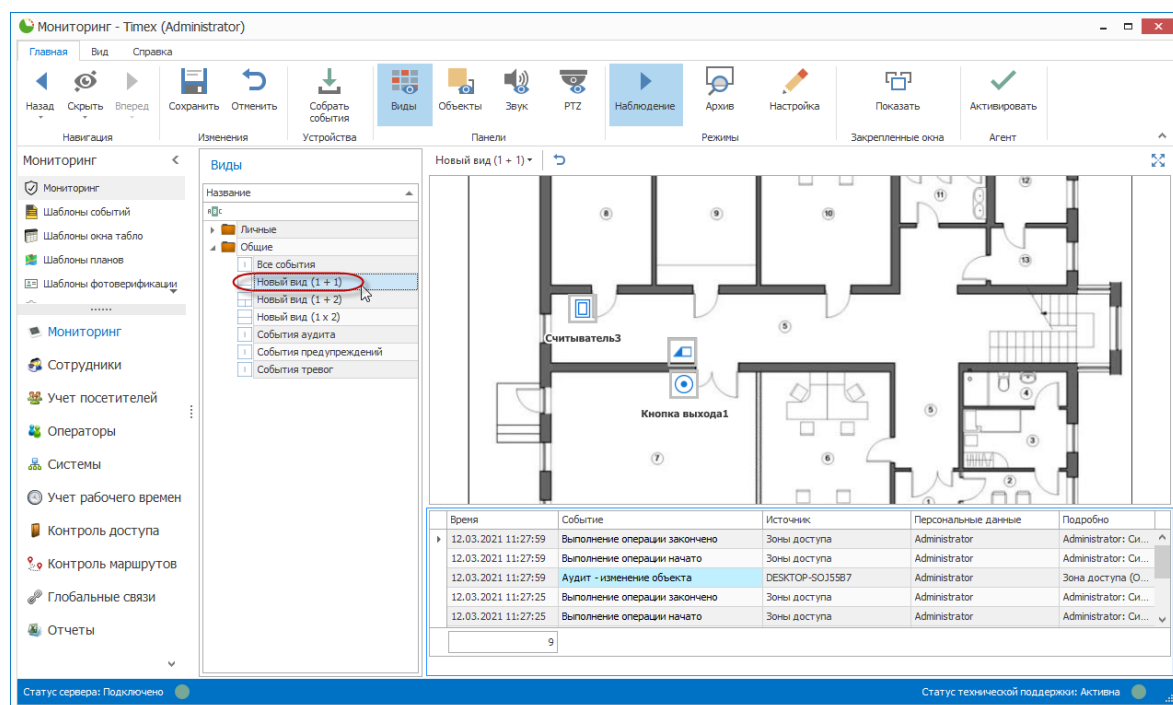 Мониторинг - Timex (Administrator)
Главная Вид Справка
Назад Скрыть Вперед Сохранить Отменить Собрать события Виды Объекты Звук PTZ Наблюдение Архив Настройка Показать Активировать
Навигация Изменения Устройства Панели Режимы Закрепленные окна Агент
Мониторинг
Мониторинг
Шаблоны событий
Шаблоны окна табло
Шаблоны планов
Шаблоны фотоверификации
Мониторинг
Сотрудники
Учет посетителей
Операторы
Системы
Учет рабочего времен
Контроль доступа
Контроль маршрутов
Глобальные связи
Отчеты
Виды
Название
Личные
Общие
Все события
Новый вид (1 + 1)
Новый вид (1 + 2)
Новый вид (1 x 2)
События аудита
События предупреждений
События тревог
Новый вид (1 + 1)
8 9 10 11 12
13
5
Считыватель3
Кнопка выхода1
4
5
3
7 6
2
1
Время Событие Источник Персональные данные Подробно
12.03.2021 11:27:59 Выполнение операции закончено Зоны доступа Administrator Administrator: Си...
12.03.2021 11:27:59 Выполнение операции начато Зоны доступа Administrator Administrator: Си...
12.03.2021 11:27:59 Аудит - изменение объекта DESKTOP-SOJ55B7 Administrator Зона доступа (О...
12.03.2021 11:27:25 Выполнение операции закончено Зоны доступа Administrator Administrator: Си...
12.03.2021 11:27:25 Выполнение операции начато Зоны доступа Administrator Administrator: Си...
9
Статус сервера: Подключено Статус технической поддержки: Активна